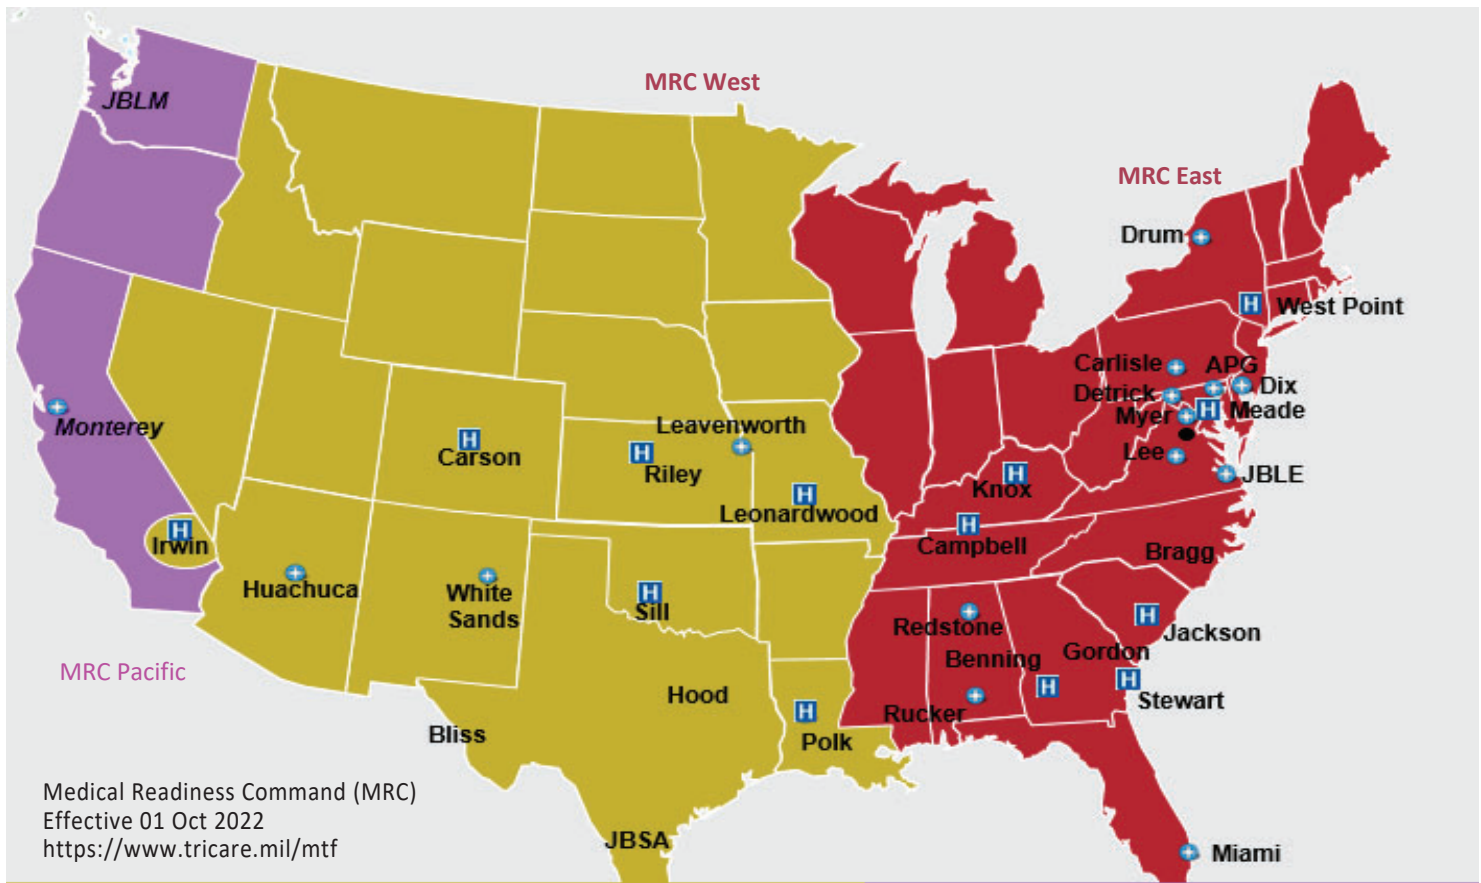 MRC West
JBLM
MRC East
Drum
West Point
Carlisle
APG
Detrick
Dix
Myer
Meade
Monterey
Leavenworth
Lee
Carson
Riley
JBLE
Knox
Leonardwood
Irwin
Campbell
Bragg
Huachuca
White
Sands
Sill
Redstone
Jackson
Benning
Gordon
MRC Pacific
Hood
Stewart
Rucker
Bliss
Polk
Medical Readiness Command (MRC)
Effective 01 Oct 2022
https://www.tricare.mil/mtf
JBSA
Miami
H
H
H
H
H
H
H
H
H
H
H
H
H